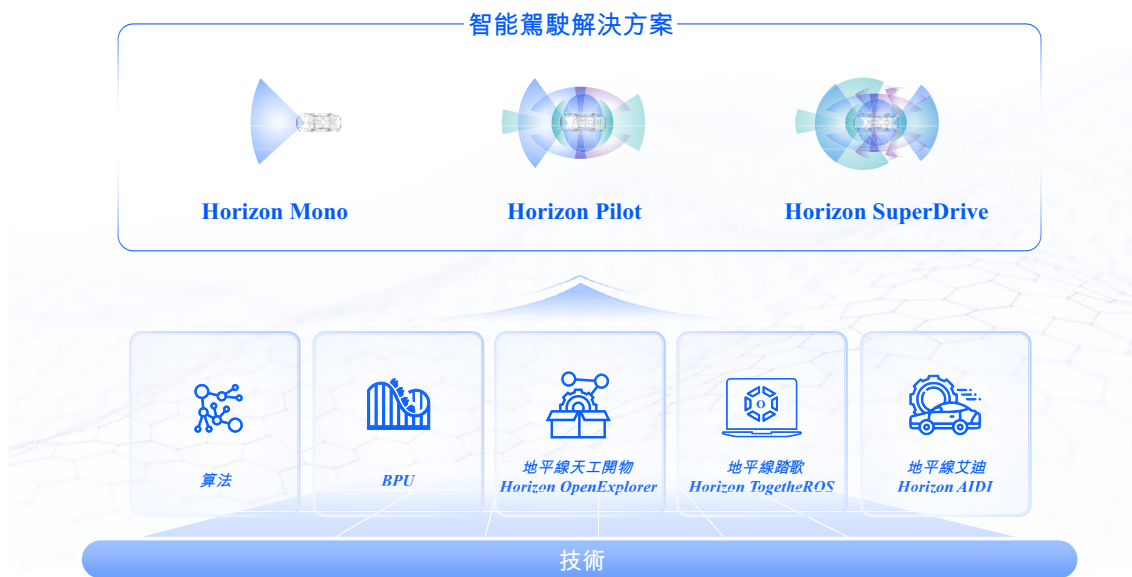 智能駕駛解決方案
Horizon Mono
Horizon Pilot
Horizon SuperDrive
算法
BPU
地平線天工開物
Horizon OpenExplorer
地平線踏歌
Horizon TogetheROS
地平線艾迪
Horizon AIDI
技術